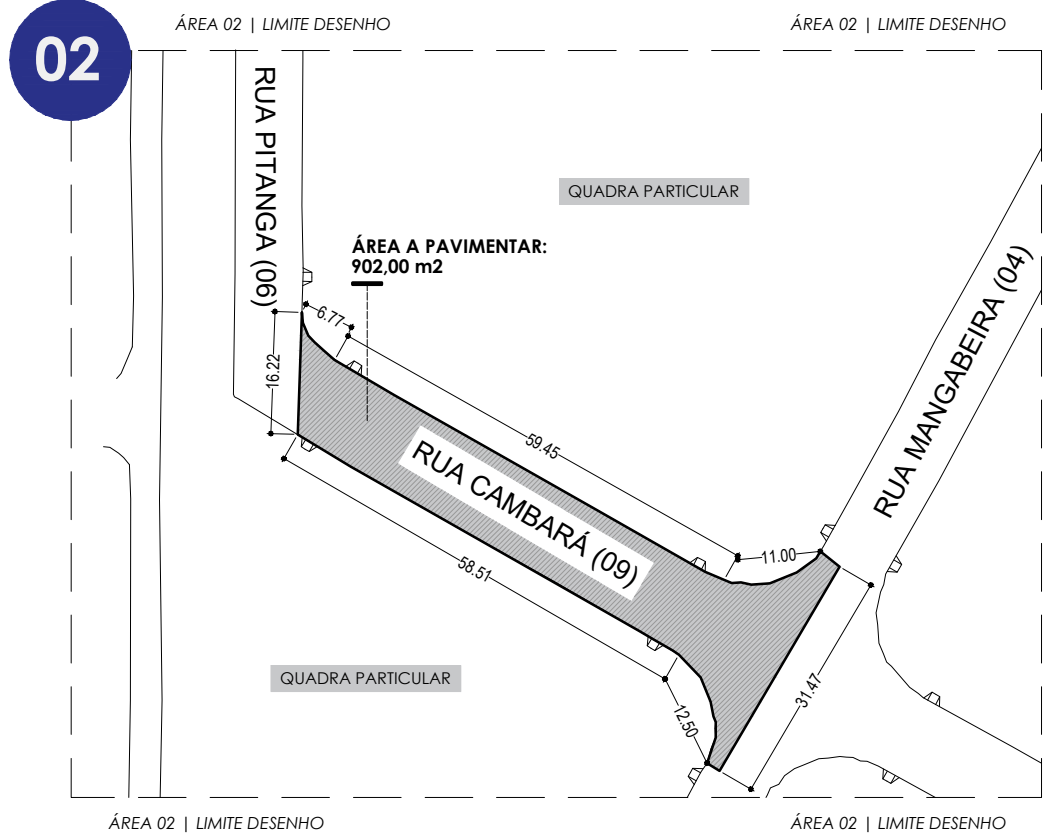 ÁREA 02 | LIMITE DESENHO
ÁREA 02 | LIMITE DESENHO
02
RUA PITANGA (06)
QUADRA PARTICULAR
ÁREA A PAVIMENTAR:
902,00 m2
RUA MANGABEIRA (04)
6.77
16.22
59.45
RUA CAMBARÁ (09)
11.00
58.51
QUADRA PARTICULAR
12.50
31.47
ÁREA 02 | LIMITE DESENHO
ÁREA 02 | LIMITE DESENHO